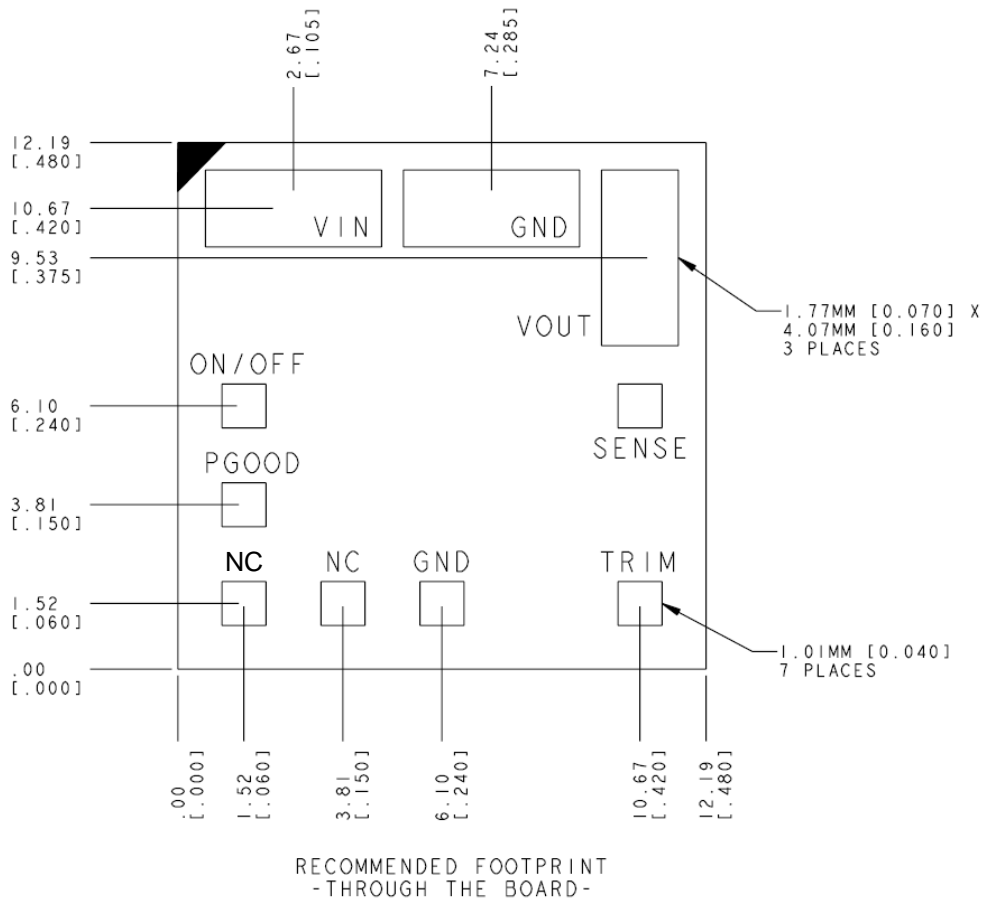 2.67
[.105]
7.24
[.285]
12.19
[.480]
10.67
[.420]
VIN
GND
9.53
[.375]
1.77MM [0.070] X
4.07MM [0.160]
3 PLACES
VOUT
ON/OFF
6.10
[.240]
SENSE
PGOOD
3.81
[.150]
NC
NC
GND
TRIM
1.52
[.060]
1.01MM [0.040]
7 PLACES
.00
[.000]
.00
[.000]
1.52
[.060]
3.81
[.150]
6.10
[.240]
10.67
[.420]
12.19
[.480]
RECOMMENDED FOOTPRINT
-THROUGH THE BOARD-